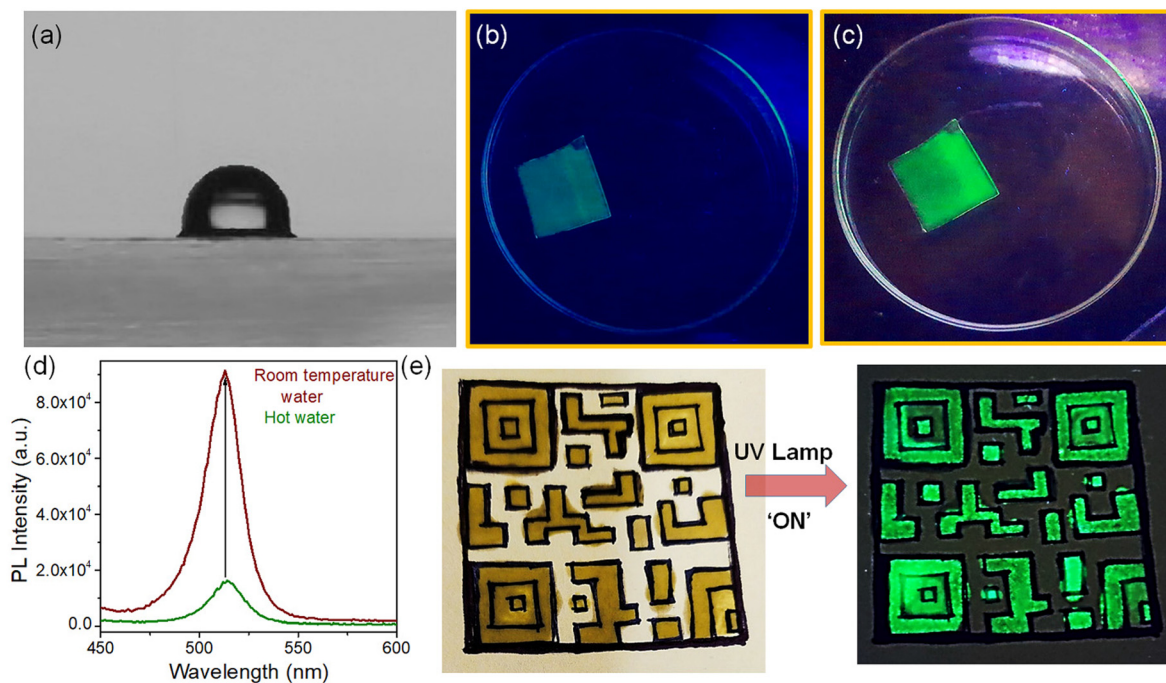 (a)
(b)
(c)
(d)
Room temperature
water
Hot water
8.0x10⁴
6.0x10⁴
4.0x10⁴
2.0x10⁴
0.0
PL Intensity (a.u.)
450
500
550
600
Wavelength (nm)
(e)
UV Lamp
'ON'